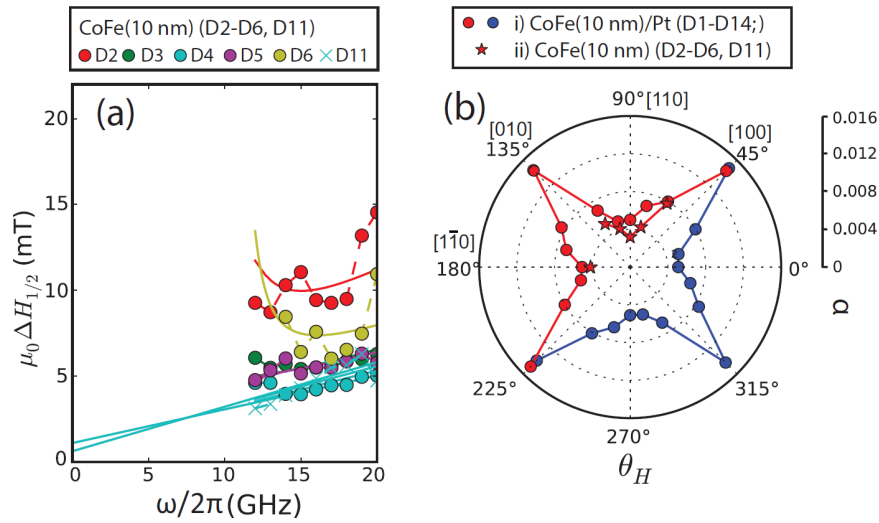 CoFe(10 nm) (D2-D6, D11)
D2 D3 D4 D5 D6 D11
(a)
20
15
10
5
0
μ₀ΔH₁/₂ (mT)
0 5 10 15 20
ω/2π (GHz)
i) CoFe(10 nm)/Pt (D1-D14;)
ii) CoFe(10 nm) (D2-D6, D11)
(b)
90° [110]
[010]
135°
[100]
45°
[11̄0]
180°
0°
225°
315°
270°
θ_H
0.016
0.012
0.008
0.004
0
α